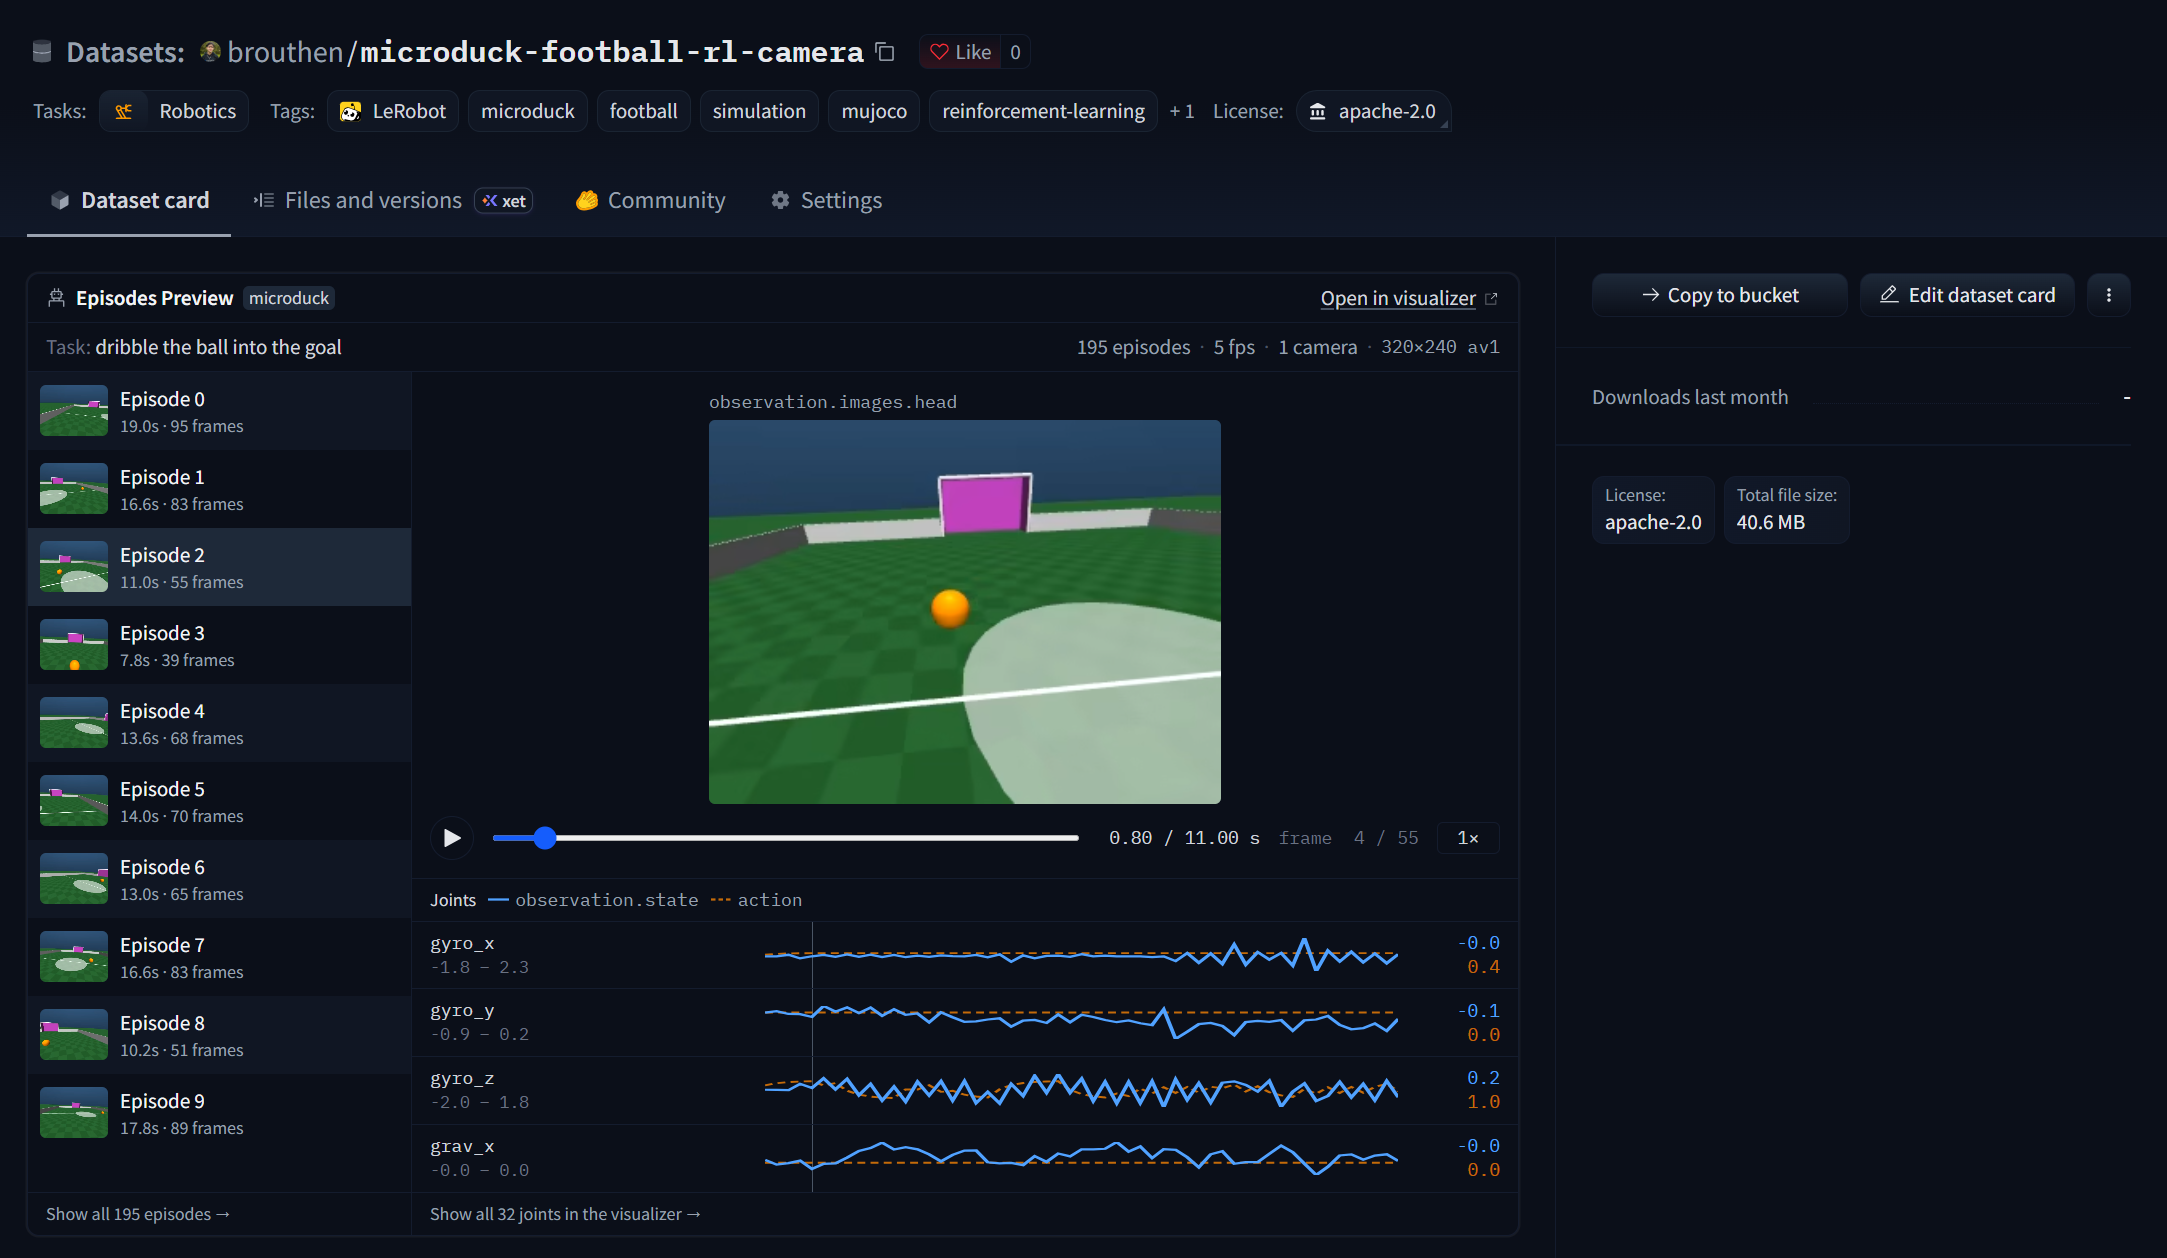 Datasets: brouthen/microduck-football-rl-camera Like 0
Tasks: Robotics Tags: LeRobot microduck football simulation mujoco reinforcement-learning + 1 License: apache-2.0
Dataset card Files and versions xet Community Settings
Episodes Preview microduck Open in visualizer
Copy to bucket Edit dataset card
Task: dribble the ball into the goal 195 episodes · 5 fps · 1 camera · 320×240 av1
Downloads last month -
License: apache-2.0
Total file size: 40.6 MB
Episode 0
19.0s · 95 frames
Episode 1
16.6s · 83 frames
Episode 2
11.0s · 55 frames
Episode 3
7.8s · 39 frames
Episode 4
13.6s · 68 frames
Episode 5
14.0s · 70 frames
Episode 6
13.0s · 65 frames
Episode 7
16.6s · 83 frames
Episode 8
10.2s · 51 frames
Episode 9
17.8s · 89 frames
Show all 195 episodes →
observation.images.head
0.80 / 11.00 s frame 4 / 55 1×
Joints observation.state action
gyro_x -0.0
-1.8 – 2.3 0.4
gyro_y -0.1
-0.9 – 0.2 0.0
gyro_z 0.2
-2.0 – 1.8 1.0
grav_x -0.0
-0.0 – 0.0 0.0
Show all 32 joints in the visualizer →